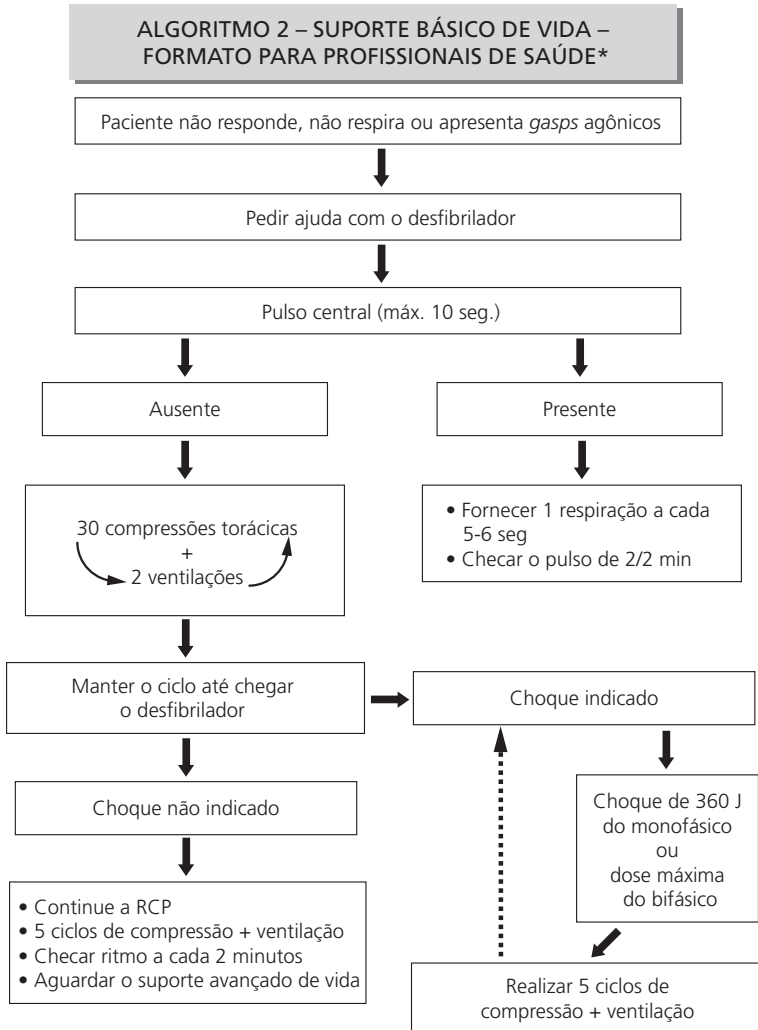 ALGORITMO 2 – SUPORTE BÁSICO DE VIDA –
FORMATO PARA PROFISSIONAIS DE SAÚDE*
Paciente não responde, não respira ou apresenta gasps agônicos
Pedir ajuda com o desfibrilador
Pulso central (máx. 10 seg.)
Ausente
Presente
30 compressões torácicas
+
2 ventilações
• Fornecer 1 respiração a cada
5-6 seg
• Checar o pulso de 2/2 min
Manter o ciclo até chegar
o desfibrilador
Choque indicado
Choque não indicado
Choque de 360 J
do monofásico
ou
dose máxima
do bifásico
• Continue a RCP
• 5 ciclos de compressão + ventilação
• Checar ritmo a cada 2 minutos
• Aguardar o suporte avançado de vida
Realizar 5 ciclos de
compressão + ventilação